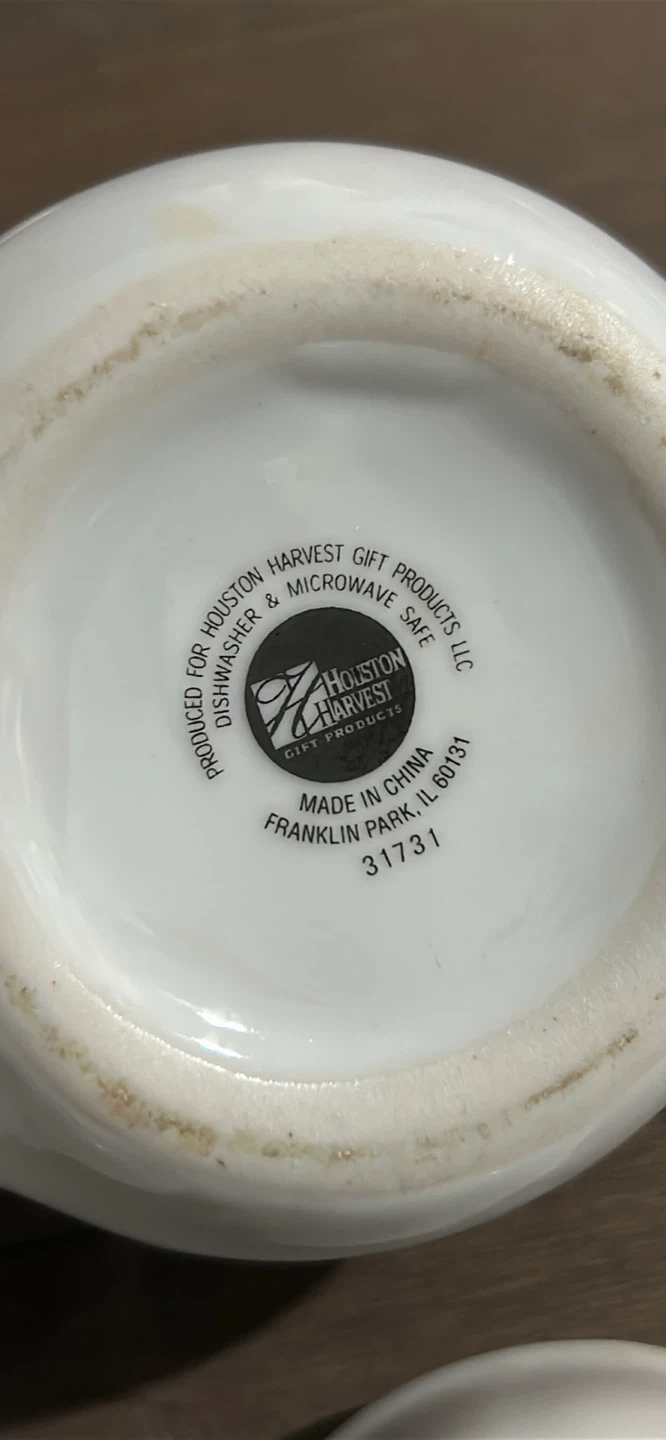 PRODUCED FOR HOUSTON HARVEST GIFT PRODUCTS LLC
DISHWASHER & MICROWAVE SAFE
H
HOUSTON
HARVEST
GIFT PRODUCTS
MADE IN CHINA
FRANKLIN PARK, IL 60131
31731